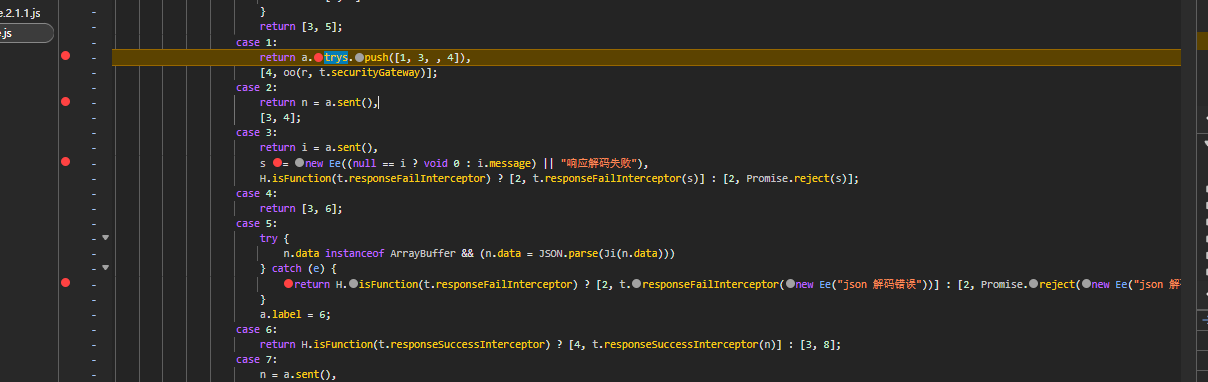 e.2.1.1.js
e.js
}
return [3, 5];
case 1:
return a.trys.push([1, 3, , 4]),
[4, oo(r, t.securityGateway)];
case 2:
return n = a.sent(),
[3, 4];
case 3:
return i = a.sent(),
s = new Ee((null == i ? void 0 : i.message) || "响应解码失败"),
H.isFunction(t.responseFailInterceptor) ? [2, t.responseFailInterceptor(s)] : [2, Promise.reject(s)];
case 4:
return [3, 6];
case 5:
try {
n.data instanceof ArrayBuffer && (n.data = JSON.parse(Ji(n.data)))
} catch (e) {
return H.isFunction(t.responseFailInterceptor) ? [2, t.responseFailInterceptor(new Ee("json 解码错误"))] : [2, Promise.reject(new Ee("json 解
}
a.label = 6;
case 6:
return H.isFunction(t.responseSuccessInterceptor) ? [4, t.responseSuccessInterceptor(n)] : [3, 8];
case 7:
n = a.sent(),